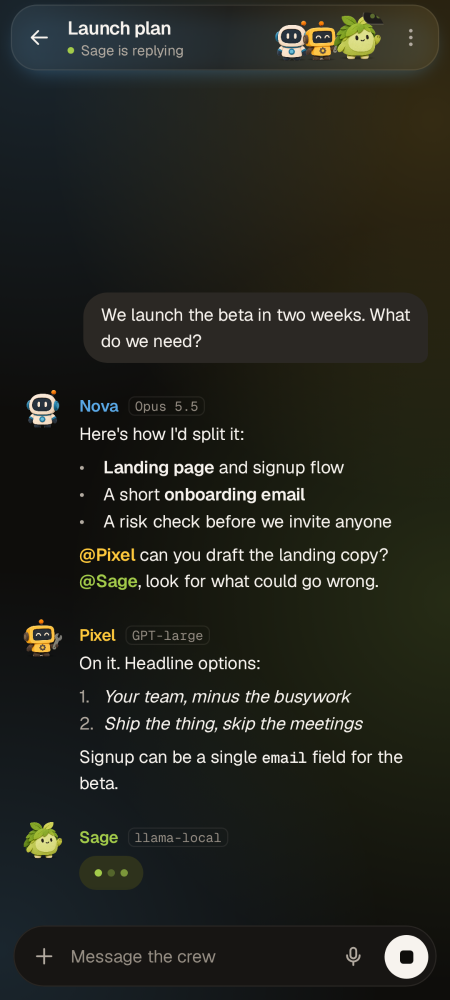 Launch plan
Sage is replying
We launch the beta in two weeks. What
do we need?
Nova Opus 5.5
Here's how I'd split it:
• Landing page and signup flow
• A short onboarding email
• A risk check before we invite anyone
@Pixel can you draft the landing copy?
@Sage, look for what could go wrong.
Pixel GPT-large
On it. Headline options:
1. Your team, minus the busywork
2. Ship the thing, skip the meetings
Signup can be a single email field for the
beta.
Sage llama-local
Message the crew